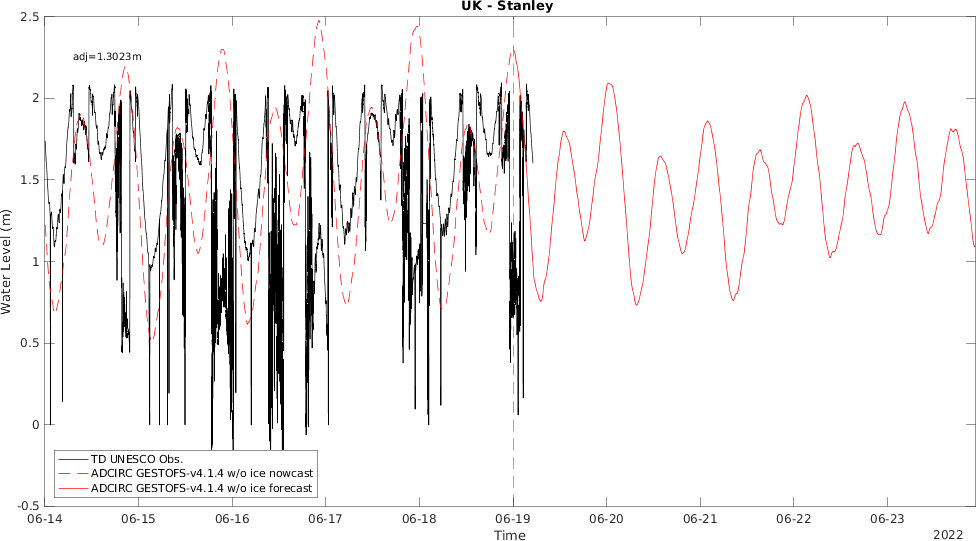 UK - Stanley
adj=1.3023m
Water Level (m)
2.5
2
1.5
1
0.5
0
-0.5
TD UNESCO Obs.
ADCIRC GESTOFS-v4.1.4 w/o ice nowcast
ADCIRC GESTOFS-v4.1.4 w/o ice forecast
06-14 06-15 06-16 06-17 06-18 06-19 06-20 06-21 06-22 06-23
Time
2022